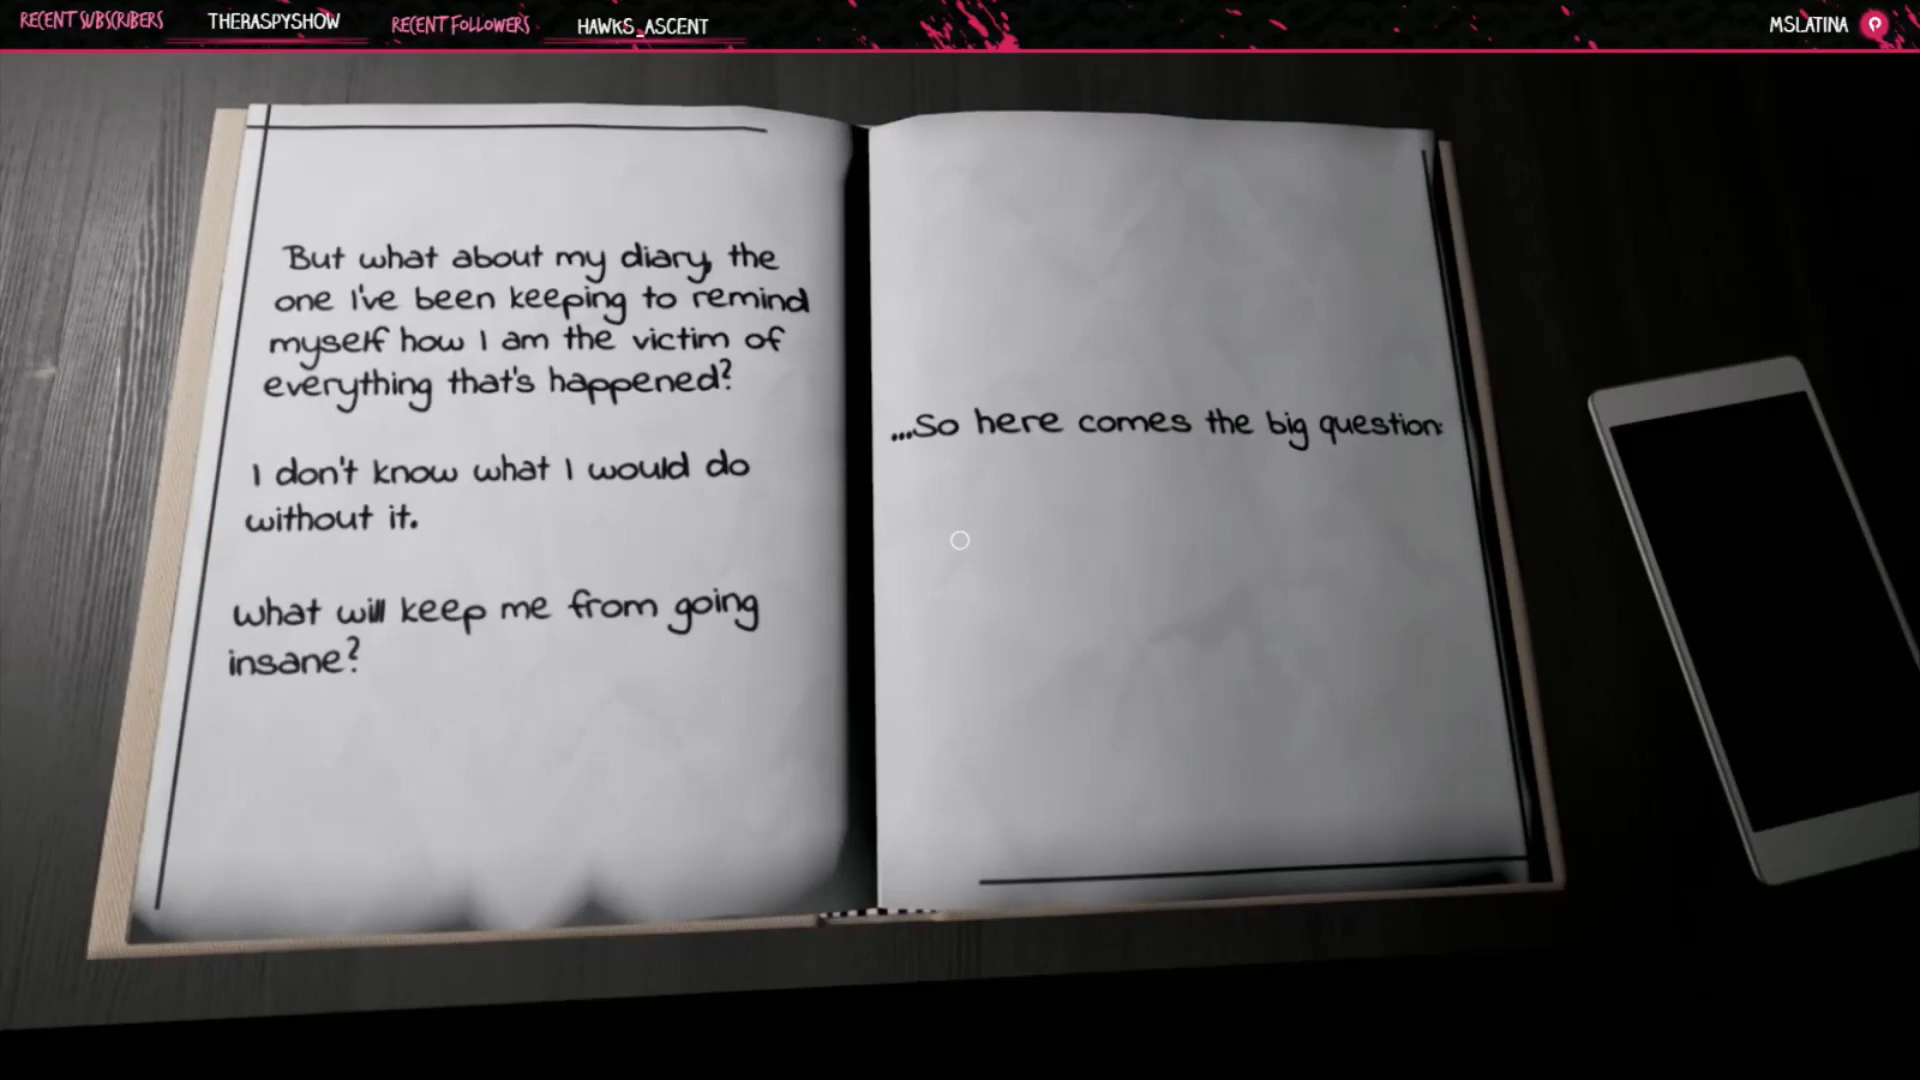 RECENT SUBSCRIBERS THERASPYSHOW RECENT FOLLOWERS HAWKS_ASCENT MSLATINA
But what about my diary, the
one I've been keeping to remind
myself how I am the victim of
everything that's happened?
I don't know what I would do
without it.
What will keep me from going
insane?
...So here comes the big question: